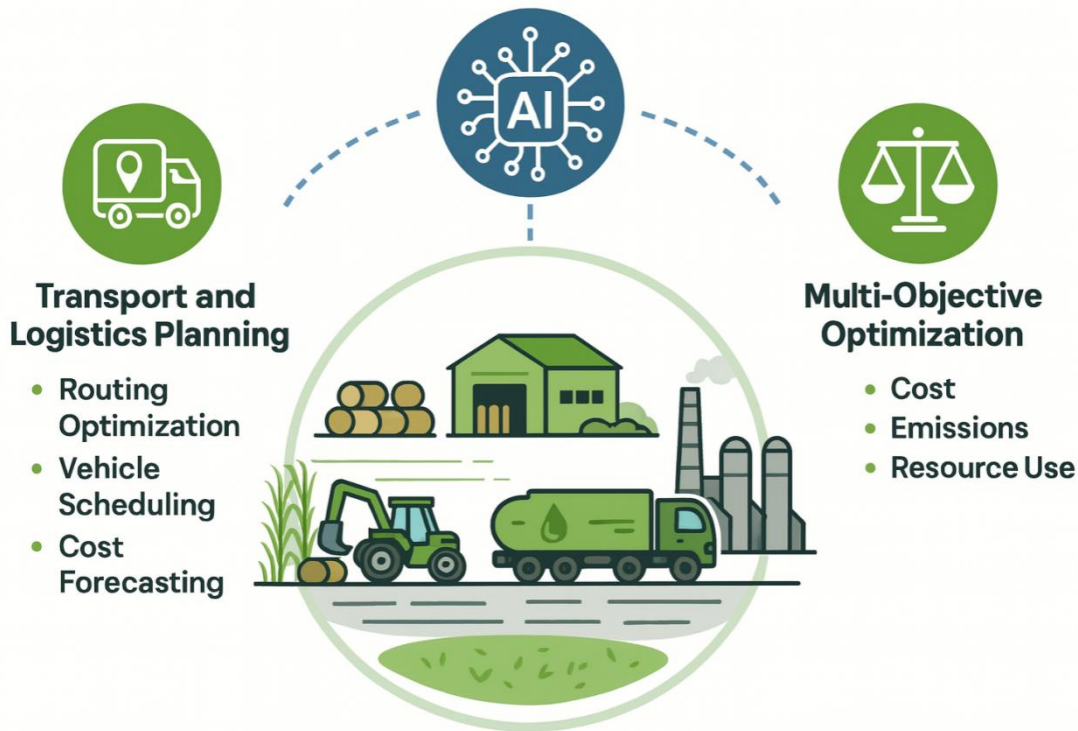 AI
Transport and
Logistics Planning
• Routing
Optimization
• Vehicle
Scheduling
• Cost
Forecasting
Multi-Objective
Optimization
• Cost
• Emissions
• Resource Use